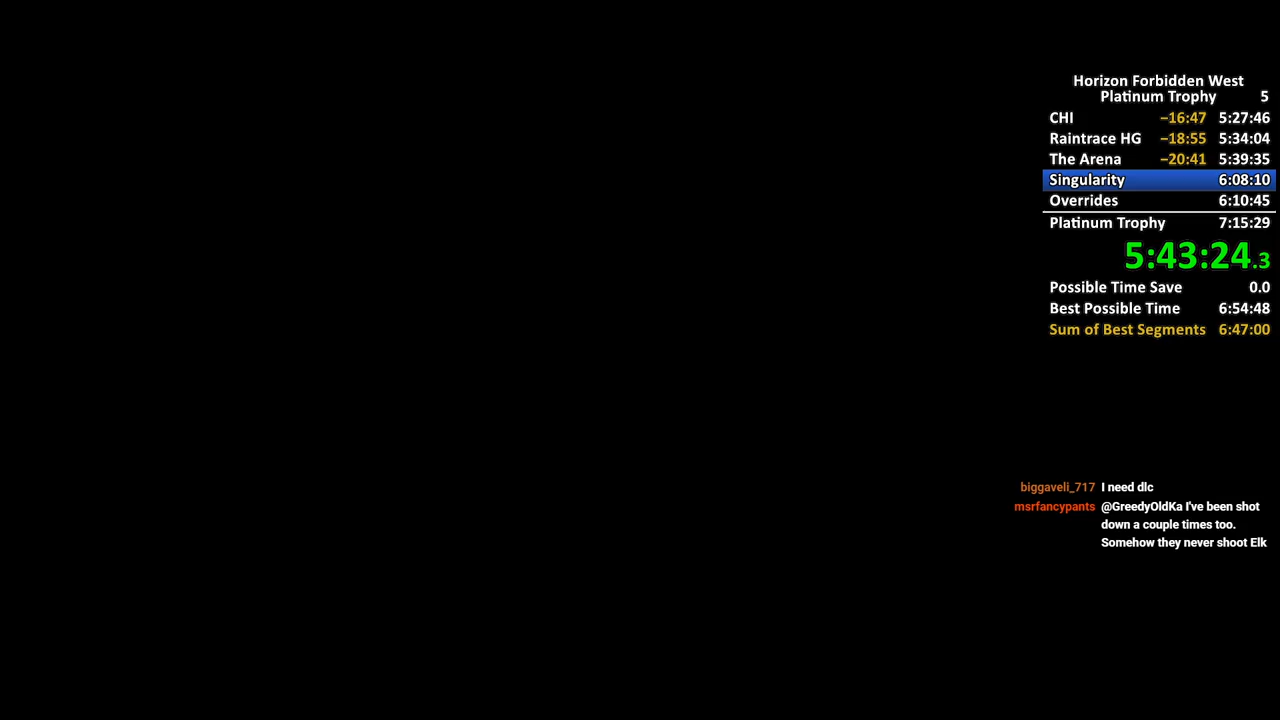 Horizon Forbidden West
Platinum Trophy 5
CHI −16:47 5:27:46
Raintrace HG −18:55 5:34:04
The Arena −20:41 5:39:35
Singularity 6:08:10
Overrides 6:10:45
Platinum Trophy 7:15:29
5:43:24.3
Possible Time Save 0.0
Best Possible Time 6:54:48
Sum of Best Segments 6:47:00
biggaveli_717 I need dlc
msrfancypants @GreedyOldKa I've been shot
down a couple times too.
Somehow they never shoot Elk